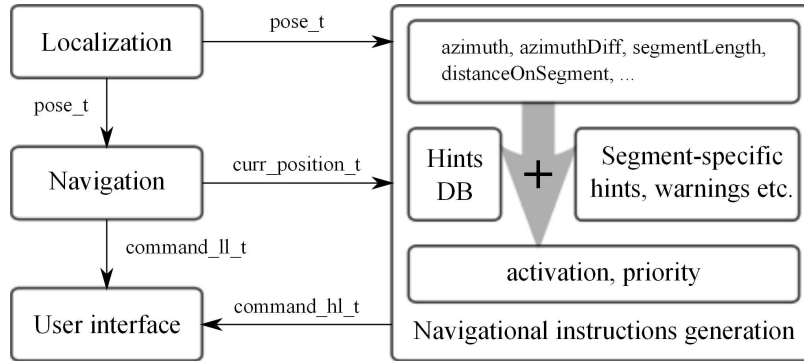 Localization
pose_t
azimuth, azimuthDiff, segmentLength,
distanceOnSegment, ...
pose_t
Navigation
curr_position_t
Hints
DB
+
Segment-specific
hints, warnings etc.
command_ll_t
activation, priority
User interface
command_hl_t
Navigational instructions generation